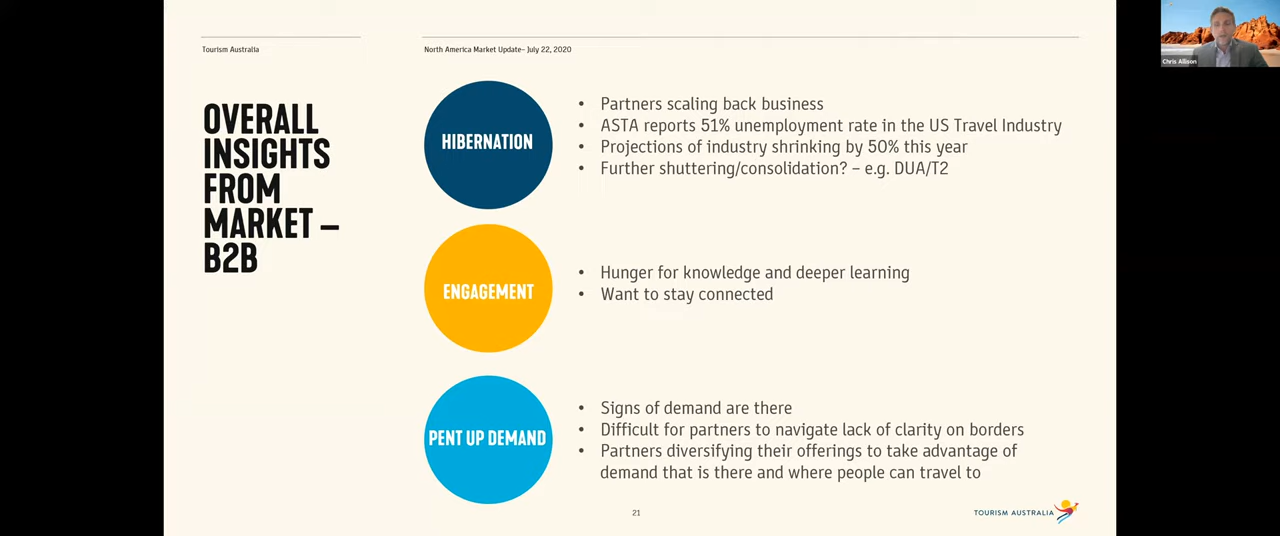 Tourism Australia
North America Market Update– July 22, 2020
OVERALL
INSIGHTS
FROM
MARKET –
B2B
HIBERNATION
• Partners scaling back business
• ASTA reports 51% unemployment rate in the US Travel Industry
• Projections of industry shrinking by 50% this year
• Further shuttering/consolidation? – e.g. DUA/T2
ENGAGEMENT
• Hunger for knowledge and deeper learning
• Want to stay connected
PENT UP DEMAND
• Signs of demand are there
• Difficult for partners to navigate lack of clarity on borders
• Partners diversifying their offerings to take advantage of
demand that is there and where people can travel to
21
TOURISM AUSTRALIA
Chris Allison